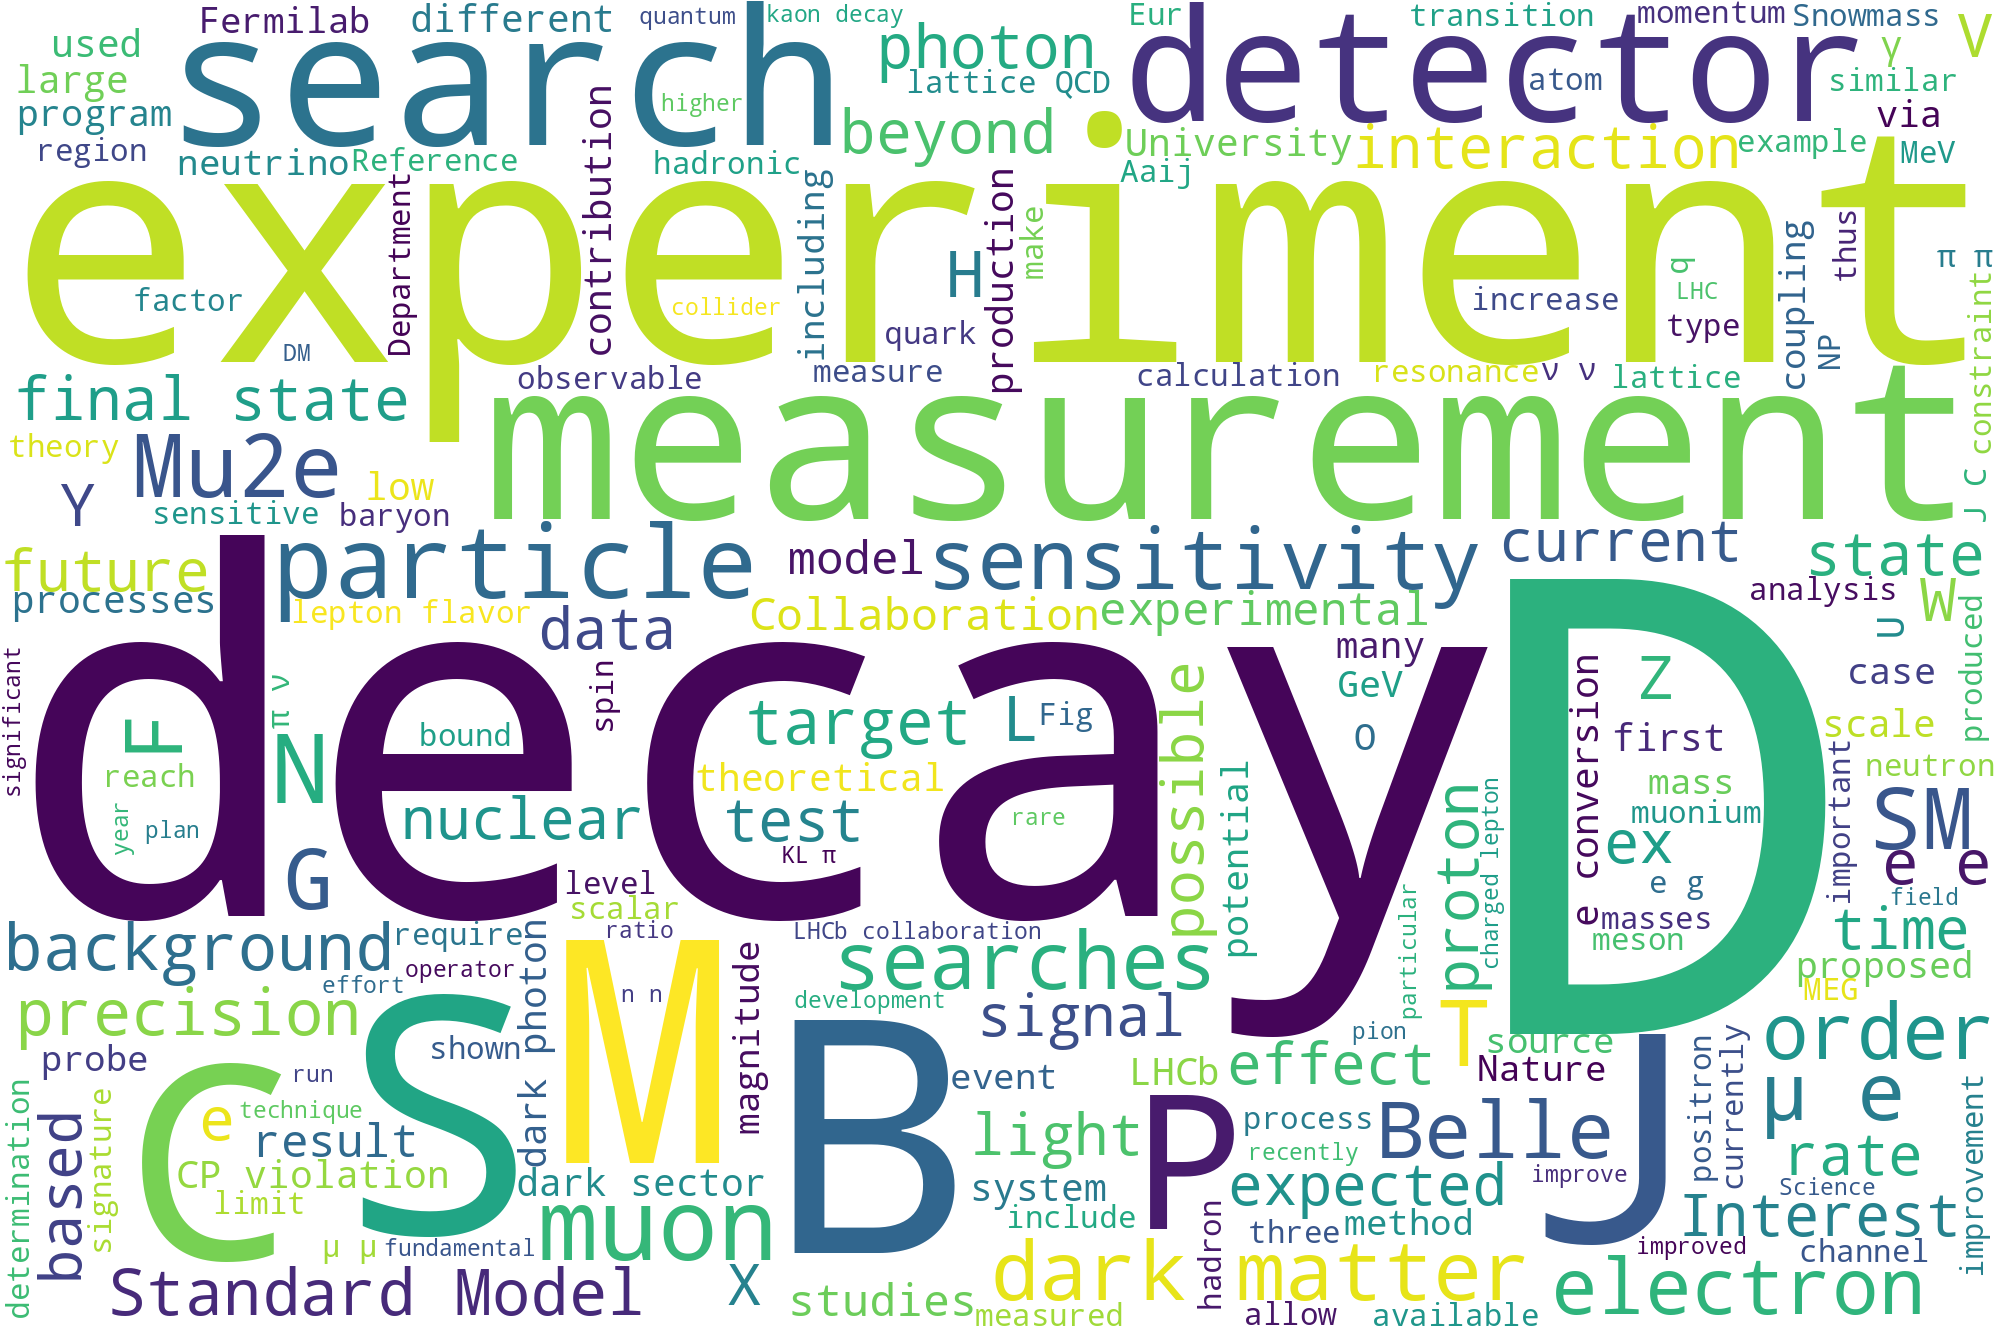 Fermilab
different
quantum
kaon decay
Eur
transition
momentum
Snowmass
used
search
photon
detector
γ
V
large
lattice QCD
atom
similar
program
higher
beyond
via
region
neutrino
Reference
hadronic
University
interaction
example
MeV
Aaij
experiment
Department
contribution
including
production
make
H
coupling
thus
π π
q
LHC
factor
collider
increase
type
DM
quark
NP
constraint
observable
measure
calculation
resonance
ν ν
lattice
final state
measurement
theory
Mu2e
low
Y
sensitive
baryon
J C
future
particle
model
sensitivity
current
state
processes
lepton flavor
data
Collaboration
experimental
analysis
W
U
produced
significant
decay
D
many
spin
π ν
possible
GeV
e conversion
Z
case
F
N
bound
target
L
Fig
O
first
scale
reach
theoretical
potential
mass
important
neutron
year
plan
nuclear
test
rare
proton
charged lepton
muonium
SM
KL π
ex
e e
G
level
particular
e g
field
scalar
masses
background
require
ratio
LHCb collaboration
searches
meson
time
operator
proposed
effort
n n
M
magnitude
development
T
MEG
precision
S
dark photon
signal
pion
source
order
probe
shown
B
effect
J
run
C
event
LHCb
Nature
positron
currently
μ e
determination
based
signature
e
technique
P
process
Belle
result
light
recently
rate
improvement
CP violation
dark sector
system
expected
improve
Science
limit
muon
include
hadron
three
method
Interest
μ μ
fundamental
dark matter
improved
channel
Standard Model
X
studies
measured
allow
available
electron